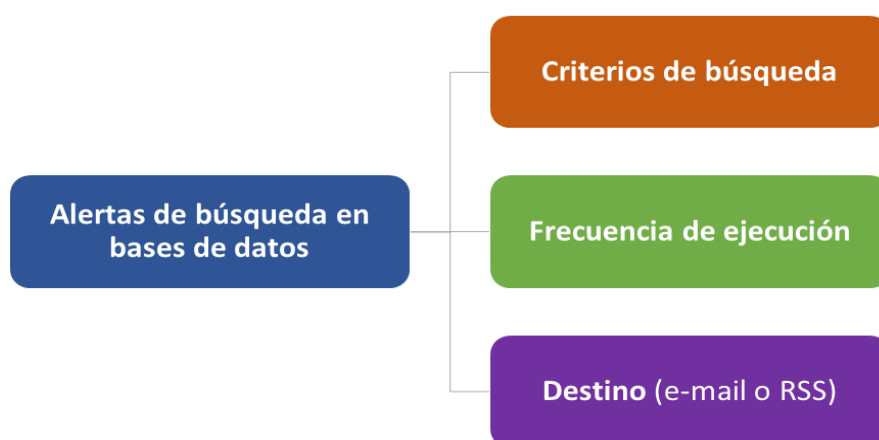 Criterios de búsqueda
Alertas de búsqueda en
bases de datos
Frecuencia de ejecución
Destino (e-mail o RSS)